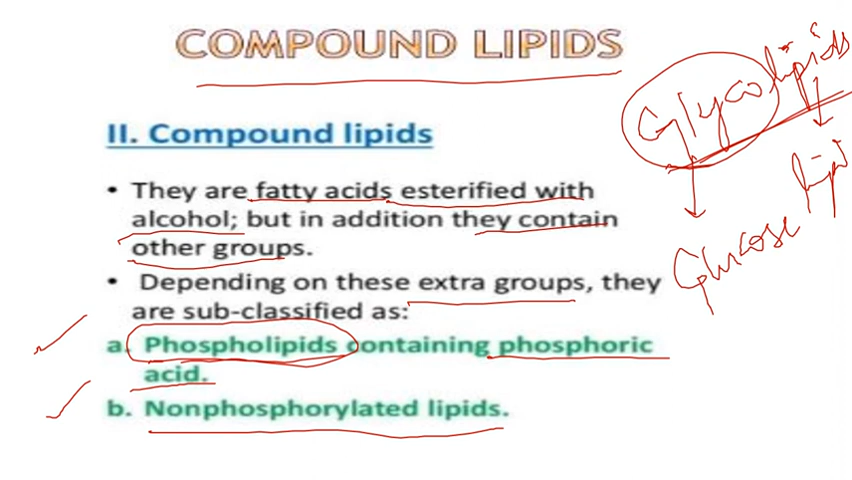 COMPOUND LIPIDS
Glycolipids
II. Compound lipids
• They are fatty acids esterified with
alcohol; but in addition they contain
other groups.
lipi
Glucose
• Depending on these extra groups, they
are sub-classified as:
a. Phospholipids containing phosphoric
acid.
b. Nonphosphorylated lipids.